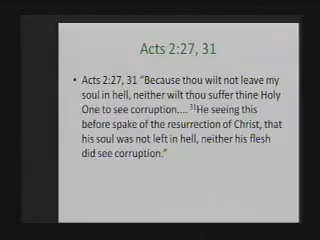 Acts 2:27, 31
• Acts 2:27, 31 "Because thou wilt not leave my
soul in hell, neither wilt thou suffer thine Holy
One to see corruption.... ³¹He seeing this
before spake of the resurrection of Christ, that
his soul was not left in hell, neither his flesh
did see corruption."